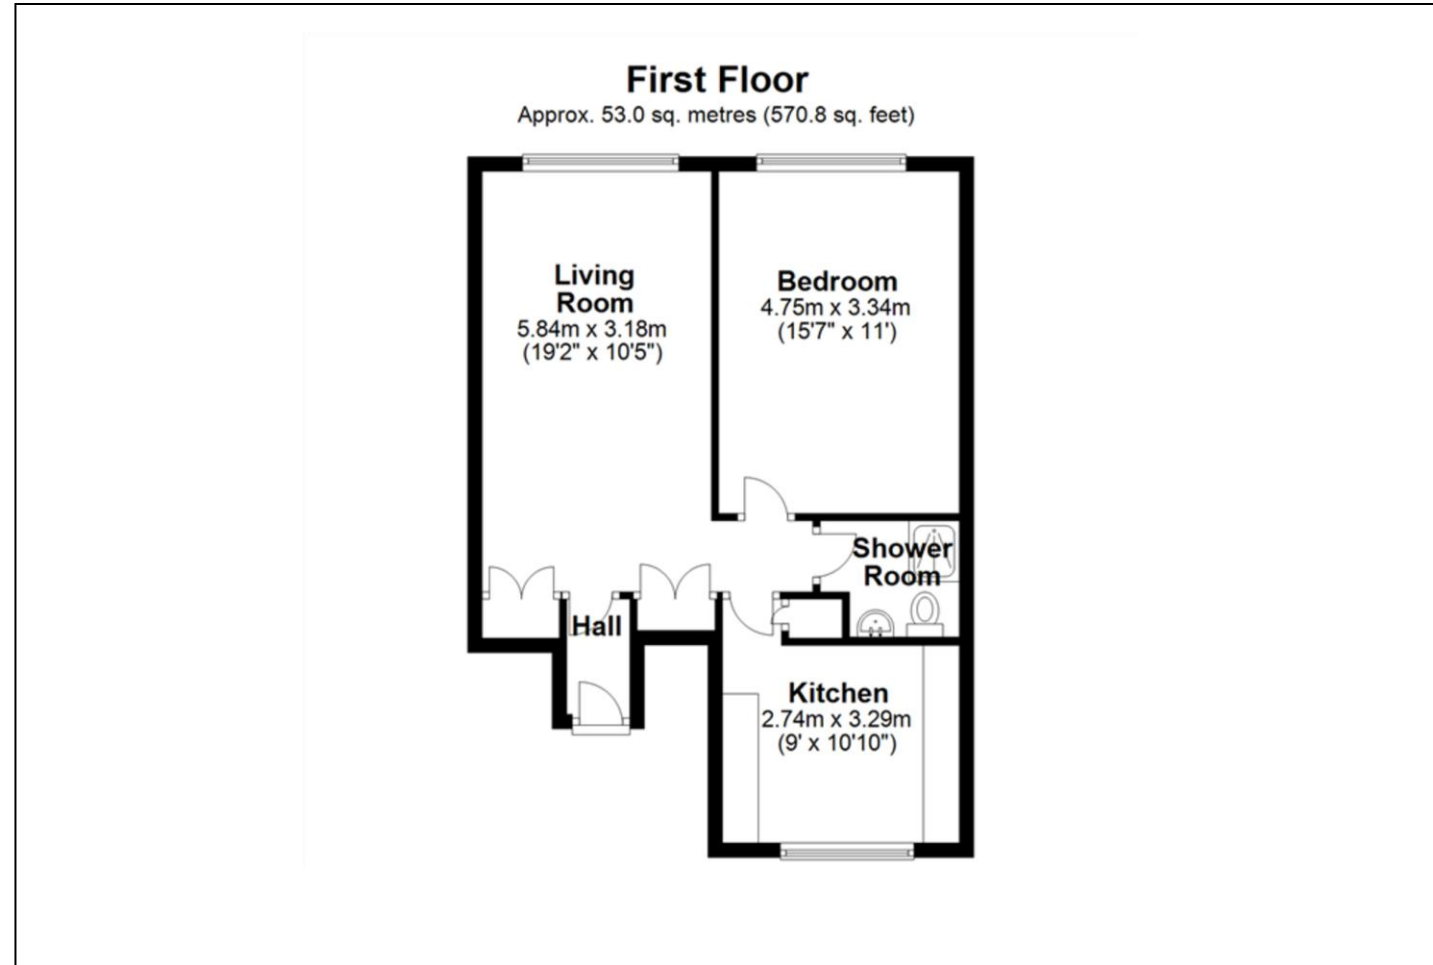 First Floor
Approx. 53.0 sq. metres (570.8 sq. feet)
Living
Room
5.84m x 3.18m
(19'2" x 10'5")
Bedroom
4.75m x 3.34m
(15'7" x 11')
Shower
Room
Hall
Kitchen
2.74m x 3.29m
(9' x 10'10")